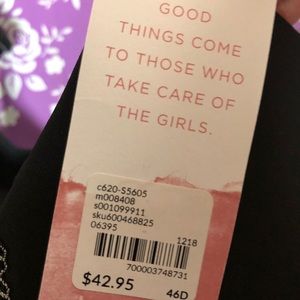 GOOD
THINGS COME
TO THOSE WHO
TAKE CARE OF
THE GIRLS.
c620-S5605
m008408
s001099911
sku600468825
06395
1218
700003748731
$42.95
46D